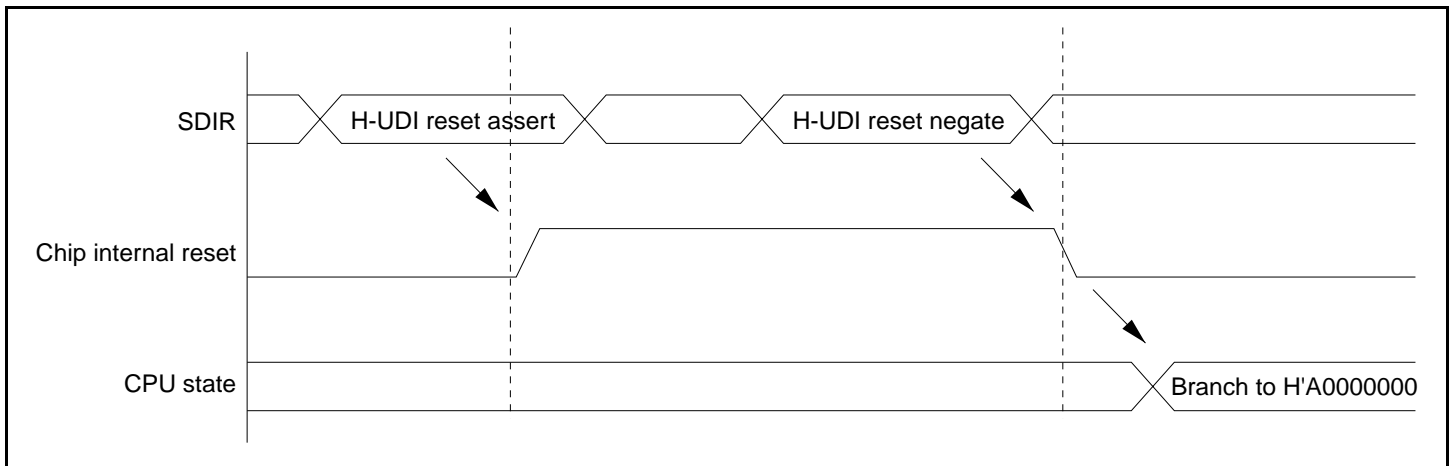 SDIR
H-UDI reset assert
H-UDI reset negate
Chip internal reset
CPU state
Branch to H'A0000000